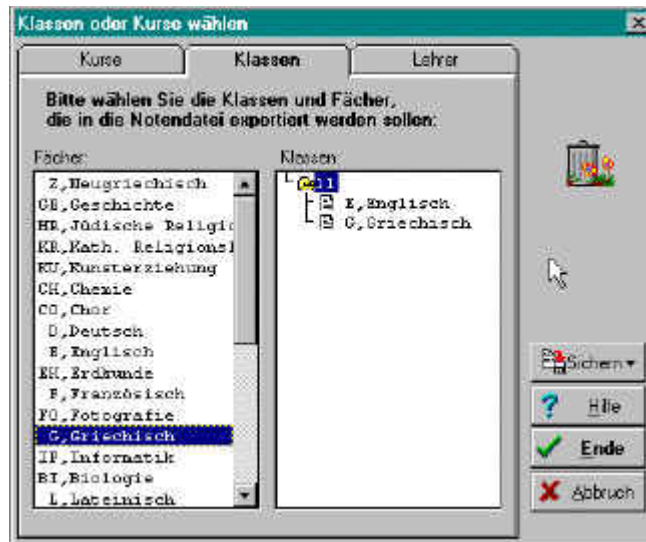 Klassen oder Kurse wählen
Kurse
Klassen
Lehrer
Bitte wählen Sie die Klassen und Fächer,
die in die Notendatei exportiert werden sollen:
Fächer:
Z,Neugriechisch
GE,Geschichte
HR,Jüdische Religio
KR,Kath. Religionsl
KU,Kunsterziehung
CH,Chemie
CO,Chor
D,Deutsch
E,Englisch
EK,Erdkunde
F,Französisch
FO,Fotografie
G,Griechisch
IF,Informatik
BI,Biologie
L,Lateinisch
Klassen:
11
E,Englisch
G,Griechisch
Sichern
Hilfe
Ende
Abbruch